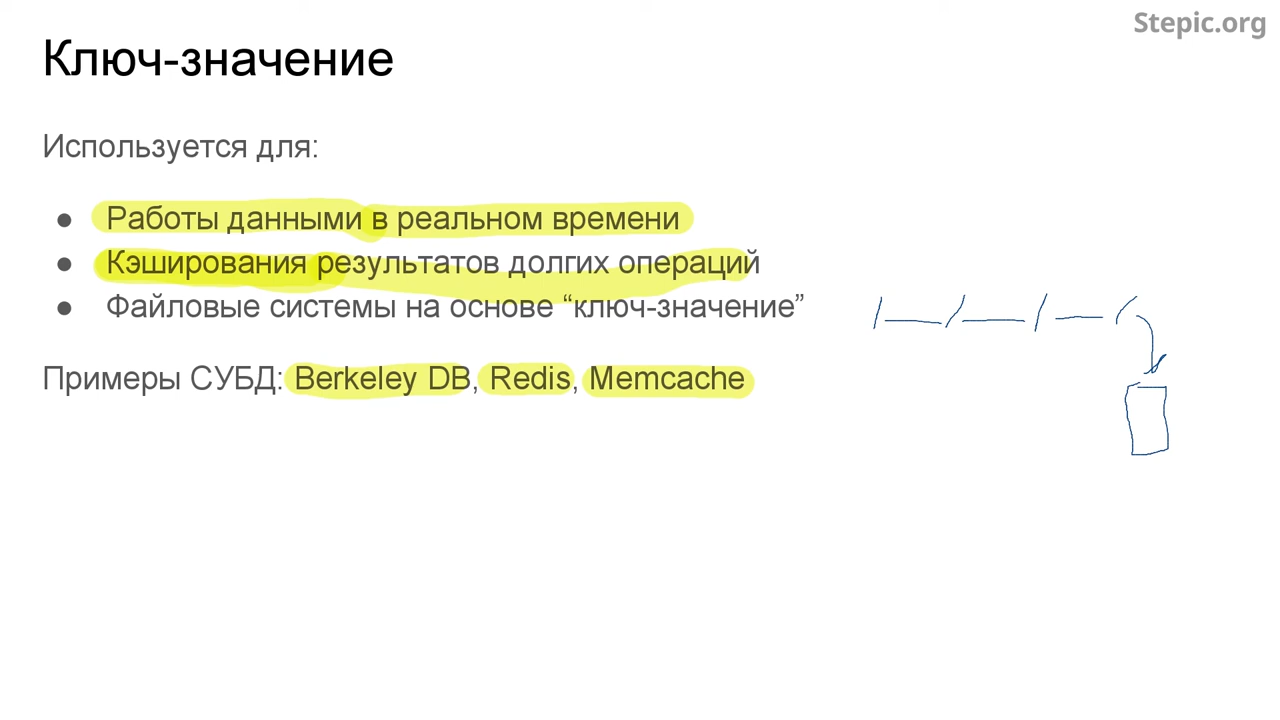 Stepic.org
Ключ-значение
Используется для:
● Работы данными в реальном времени
● Кэширования результатов долгих операций
● Файловые системы на основе “ключ-значение”
Примеры СУБД: Berkeley DB, Redis, Memcache